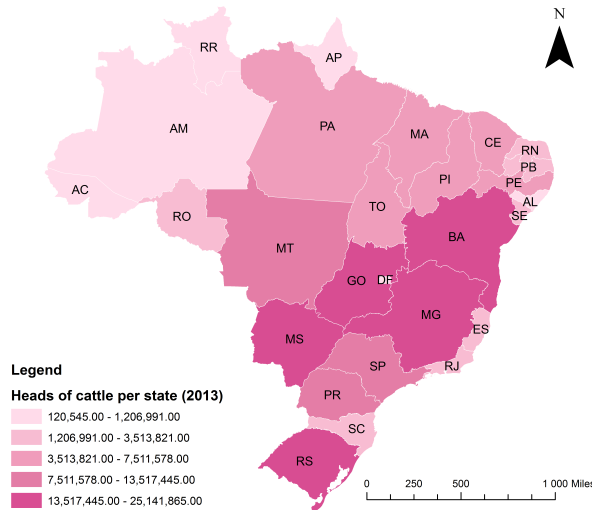 N
RR
AP
AM
PA
MA
CE
RN
PB
PI
PE
AC
AL
TO
RO
SE
BA
MT
GO
DF
MG
MS
ES
SP
RJ
PR
SC
RS
Legend
Heads of cattle per state (2013)
120,545.00 - 1,206,991.00
1,206,991.00 - 3,513,821.00
3,513,821.00 - 7,511,578.00
7,511,578.00 - 13,517,445.00
13,517,445.00 - 25,141,865.00
0 250 500 1 000 Miles